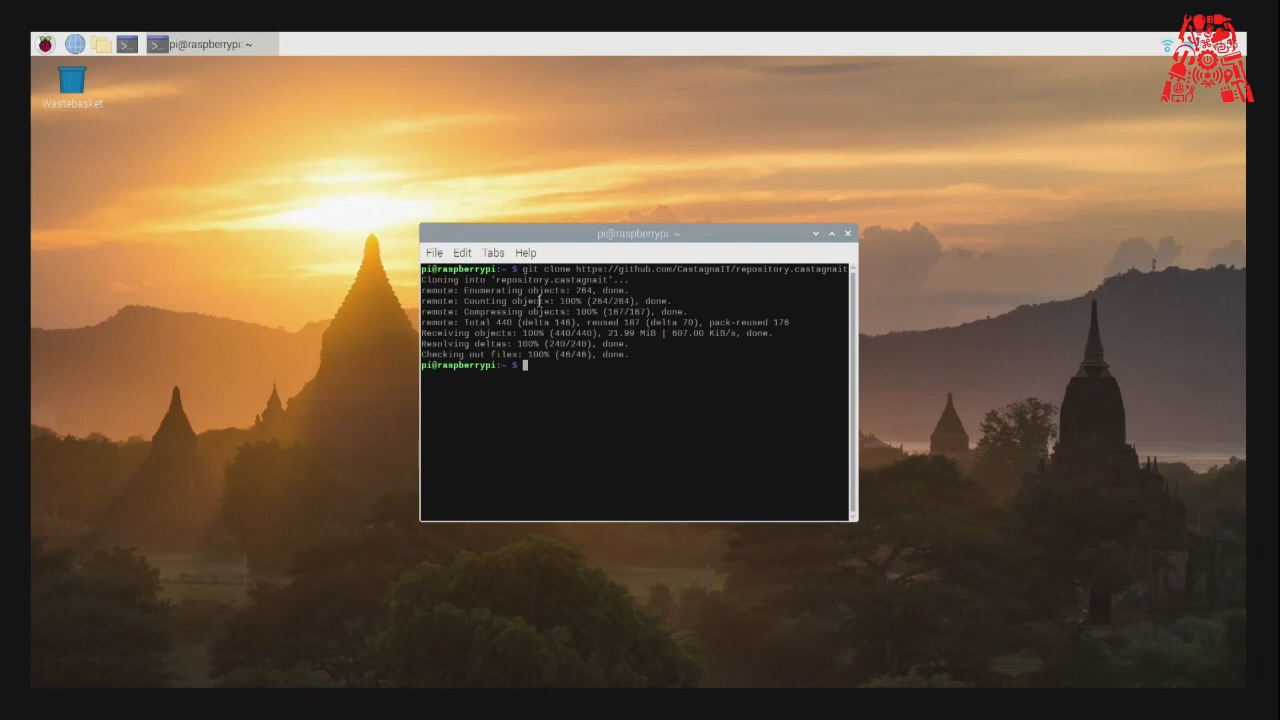 pi@raspberrypi: ~
Wastebasket
pi@raspberrypi: ~
File Edit Tabs Help
pi@raspberrypi:~ $ git clone https://github.com/CastagnaIT/repository.castagnait
Cloning into 'repository.castagnait'...
remote: Enumerating objects: 264, done.
remote: Counting objects: 100% (264/264), done.
remote: Compressing objects: 100% (167/167), done.
remote: Total 440 (delta 146), reused 187 (delta 70), pack-reused 176
Receiving objects: 100% (440/440), 21.99 MiB | 607.00 KiB/s, done.
Resolving deltas: 100% (240/240), done.
Checking out files: 100% (46/46), done.
pi@raspberrypi:~ $